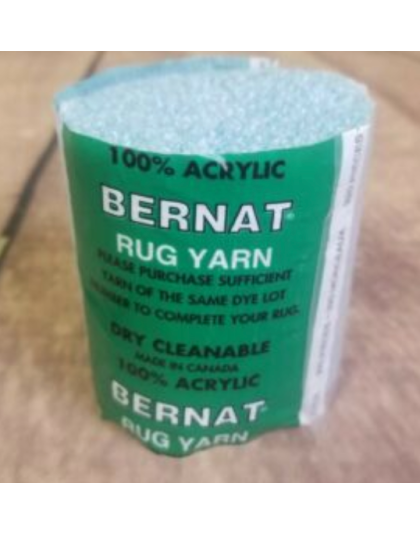 100% ACRYLIC
BERNAT®
RUG YARN
PLEASE PURCHASE SUFFICIENT
YARN OF THE SAME DYE LOT
NUMBER TO COMPLETE YOUR RUG.
DRY CLEANABLE
MADE IN CANADA
100% ACRYLIC
BERNAT®
RUG YARN